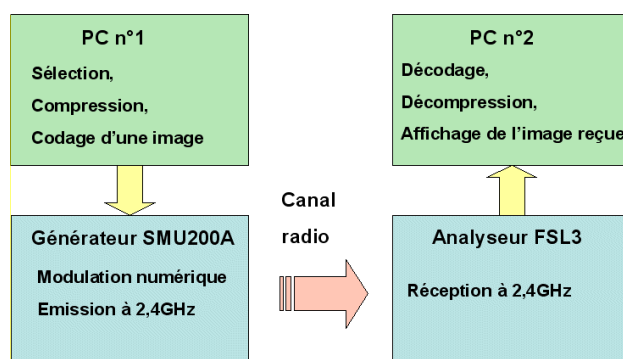 PC n°1
Sélection,
Compression,
Codage d'une image
PC n°2
Décodage,
Décompression,
Affichage de l'image reçue
Générateur SMU200A
Modulation numérique
Emission à 2,4GHz
Canal
radio
Analyseur FSL3
Réception à 2,4GHz